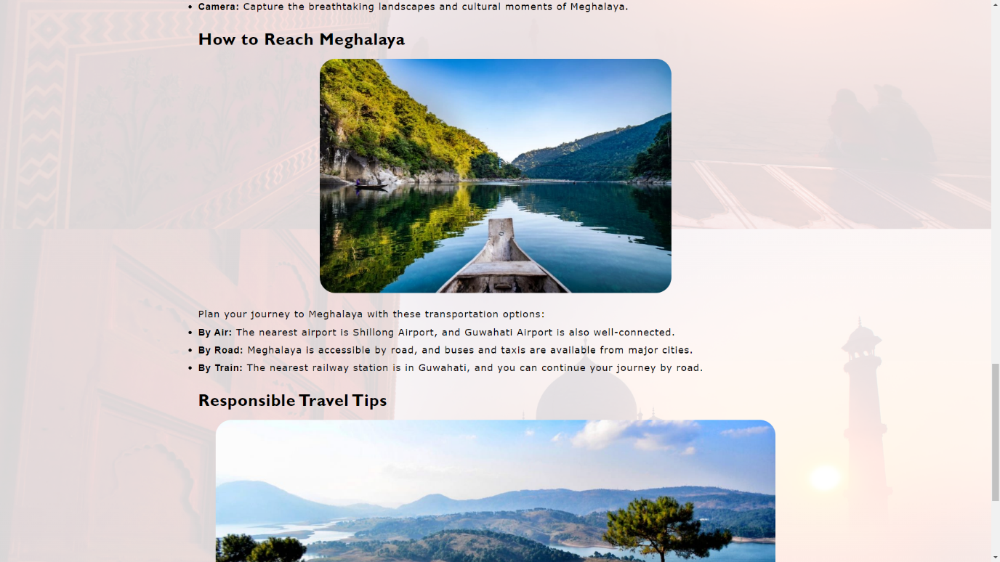 Camera: Capture the breathtaking landscapes and cultural moments of Meghalaya.
How to Reach Meghalaya
Plan your journey to Meghalaya with these transportation options:
By Air: The nearest airport is Shillong Airport, and Guwahati Airport is also well-connected.
By Road: Meghalaya is accessible by road, and buses and taxis are available from major cities.
By Train: The nearest railway station is in Guwahati, and you can continue your journey by road.
Responsible Travel Tips